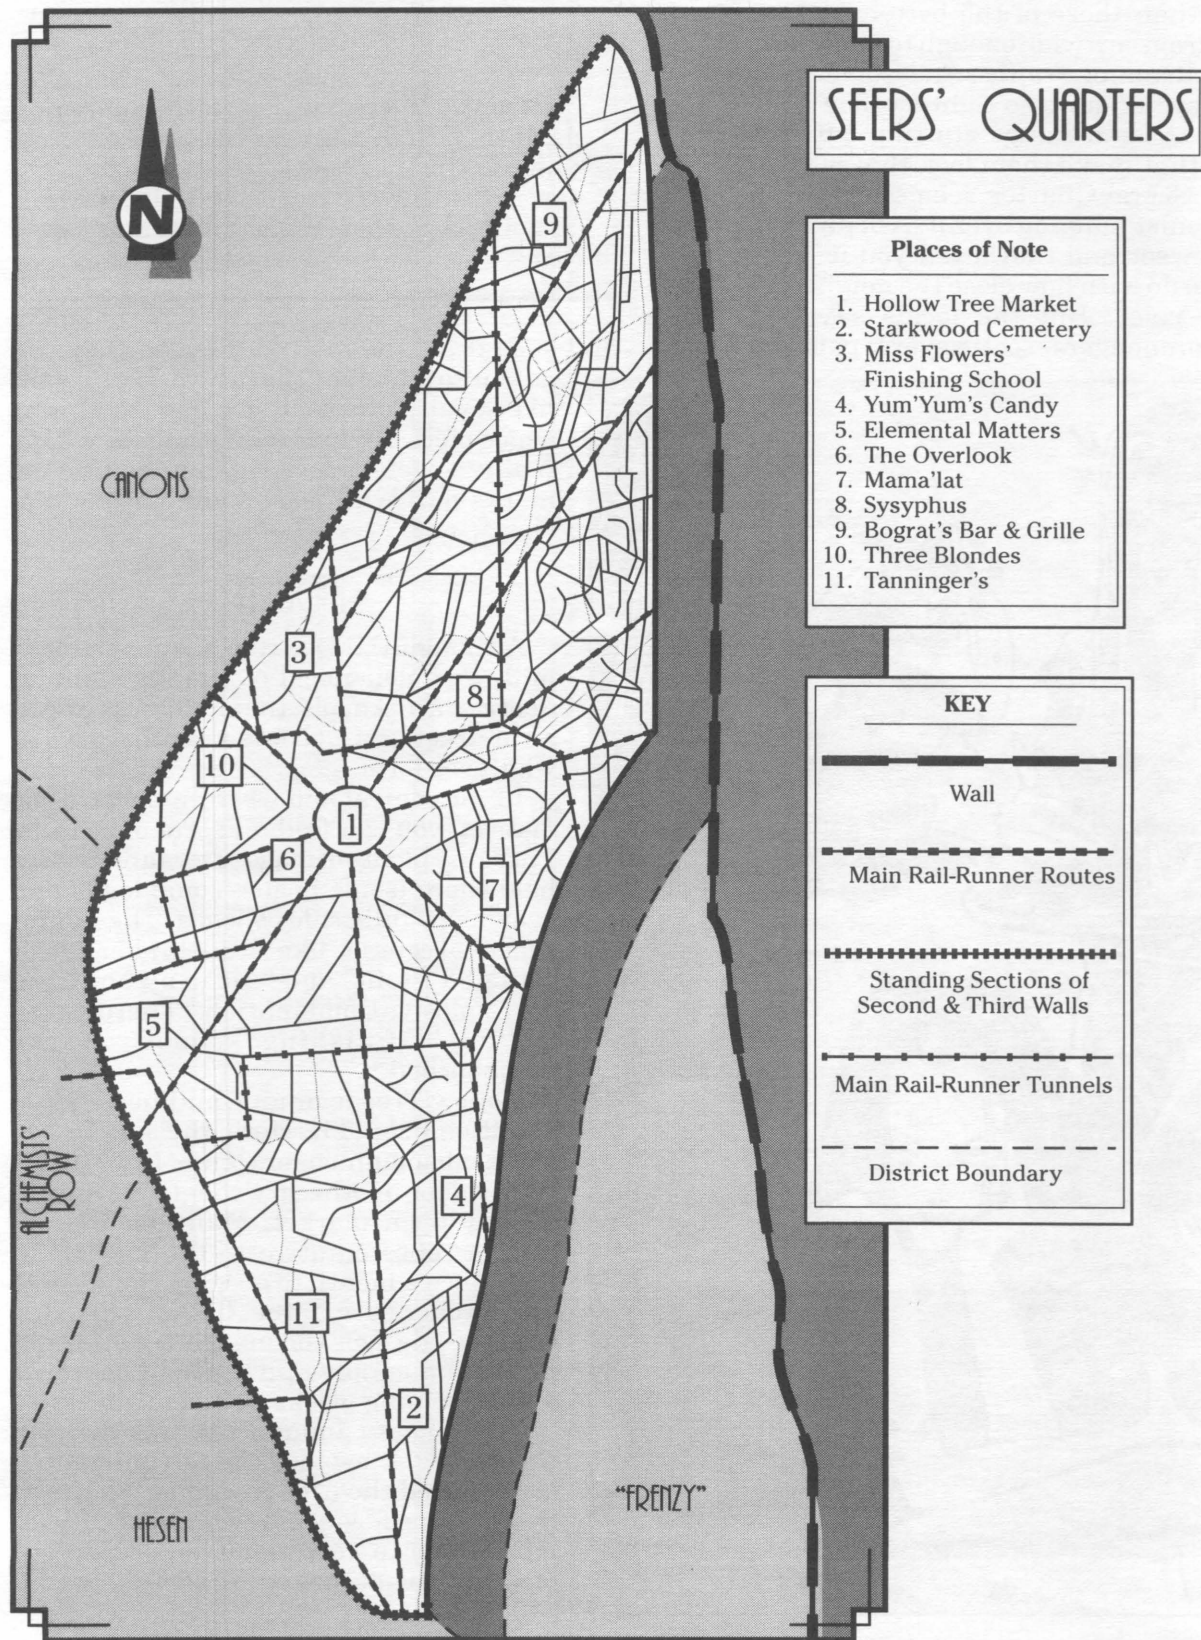 SEERS' QUARTERS
N
Places of Note
1. Hollow Tree Market
2. Starkwood Cemetery
3. Miss Flowers'
Finishing School
4. Yum'Yum's Candy
5. Elemental Matters
6. The Overlook
7. Mama'lat
8. Sysyphus
9. Bograt's Bar & Grille
10. Three Blondes
11. Tanninger's
KEY
Wall
Main Rail-Runner Routes
Standing Sections of
Second & Third Walls
Main Rail-Runner Tunnels
District Boundary
9
CANONS
3
8
10
1
6
7
5
ALCHEMISTS'
ROW
4
11
2
"FRENZY"
HESEN